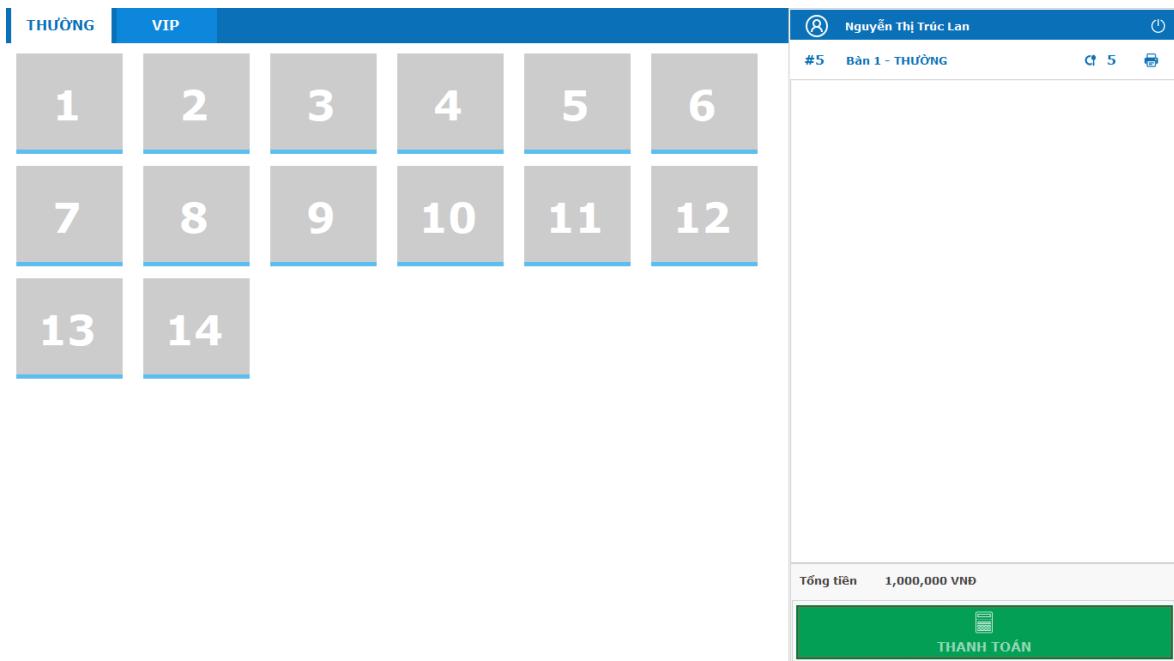 THƯỜNG VIP
1 2 3 4 5 6
7 8 9 10 11 12
13 14
Nguyễn Thị Trúc Lan
#5 Bàn 1 - THƯỜNG 5
Tổng tiền 1,000,000 VNĐ
THANH TOÁN